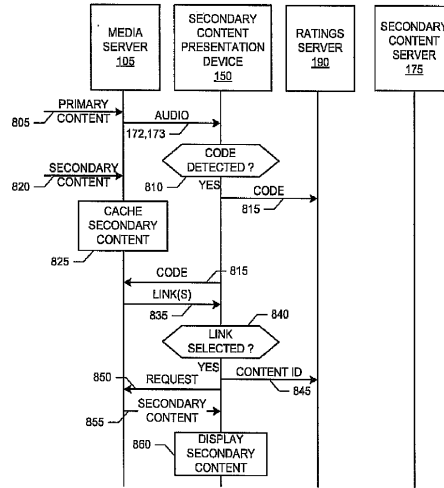 MEDIA
SERVER
105
SECONDARY
CONTENT
PRESENTATION
DEVICE
150
RATINGS
SERVER
190
SECONDARY
CONTENT
SERVER
175
PRIMARY
CONTENT
805
AUDIO
172,173
CODE
DETECTED ?
810
YES
SECONDARY
CONTENT
820
CODE
815
CACHE
SECONDARY
CONTENT
825
CODE
815
LINK(S)
835
LINK
SELECTED ?
840
YES
850
REQUEST
CONTENT ID
845
SECONDARY
CONTENT
855
DISPLAY
SECONDARY
CONTENT
860